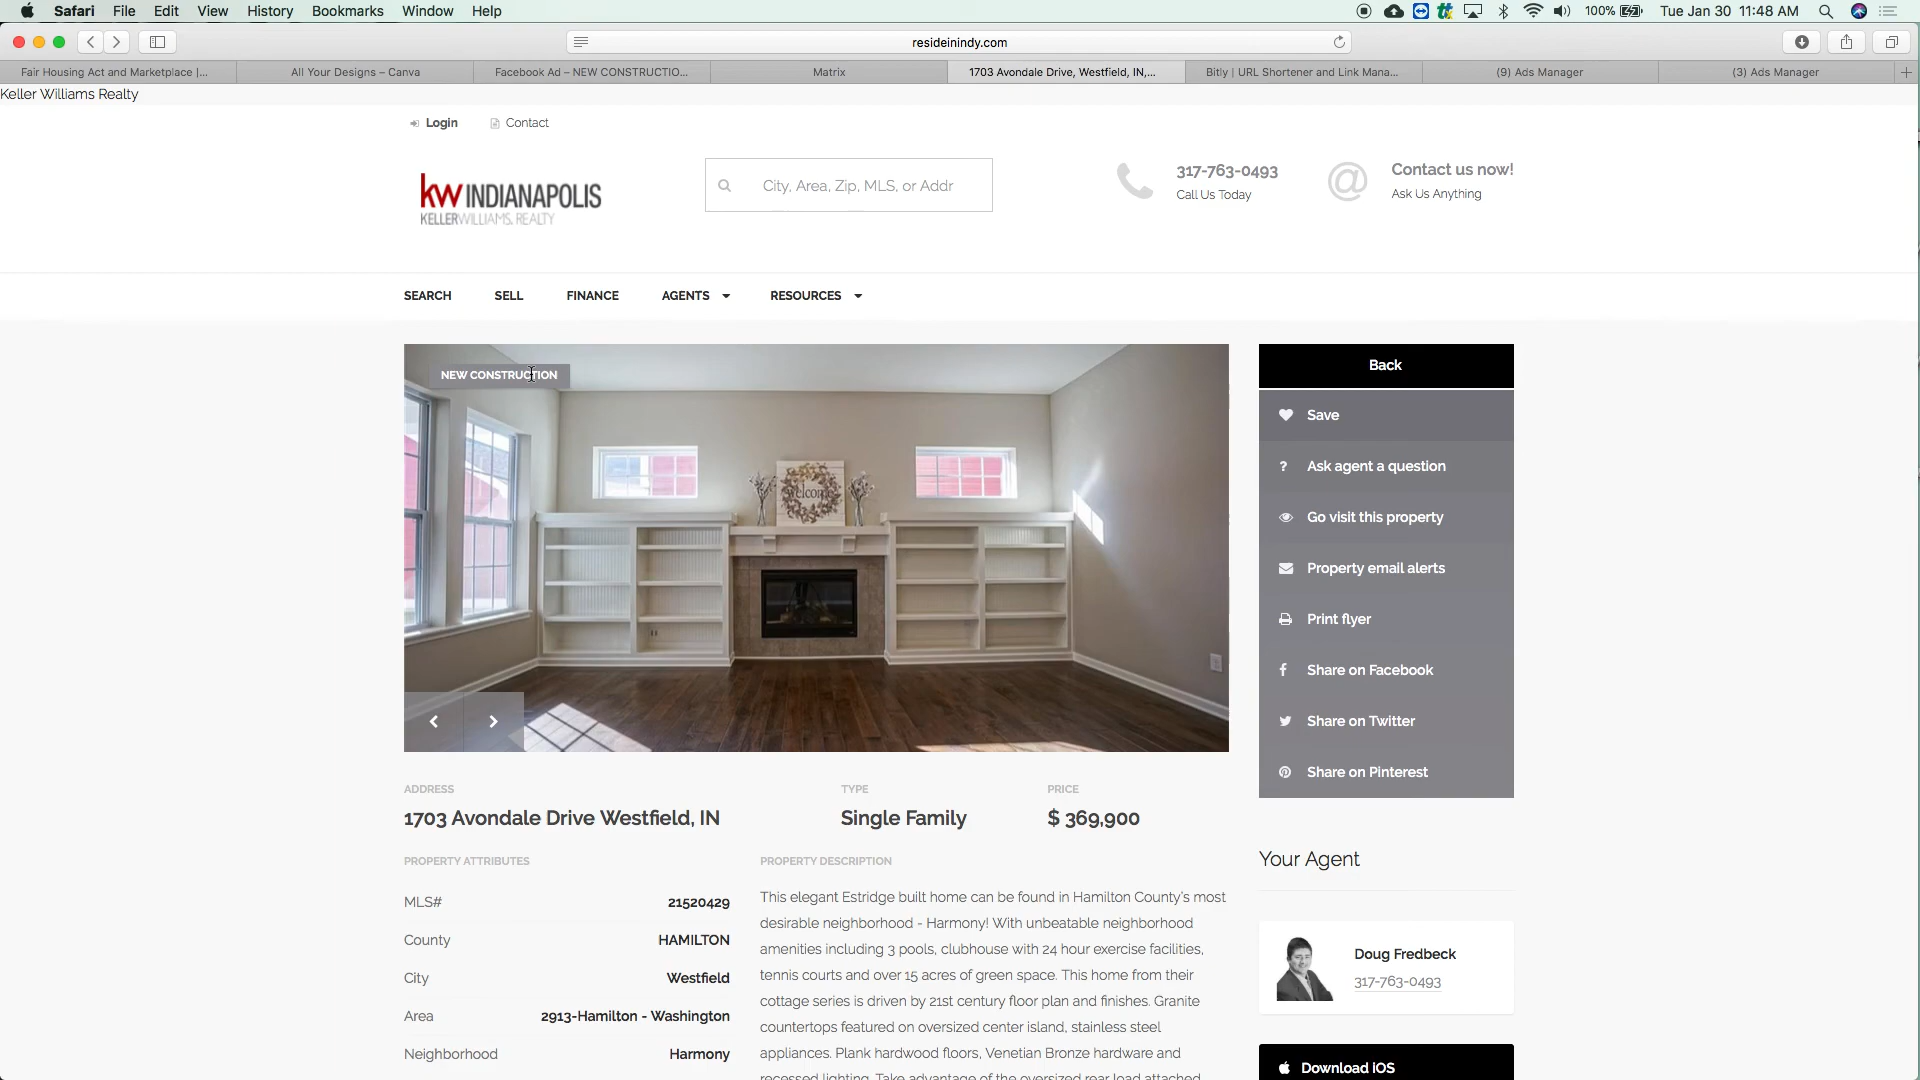 Safari File Edit View History Bookmarks Window Help 100% Tue Jan 30 11:48 AM
resideinindy.com
Fair Housing Act and Marketplace |... All Your Designs – Canva Facebook Ad – NEW CONSTRUCTIO... Matrix 1703 Avondale Drive, Westfield, IN,... Bitly | URL Shortener and Link Mana... (9) Ads Manager (3) Ads Manager
Keller Williams Realty
Login Contact
kw INDIANAPOLIS
KELLERWILLIAMS. REALTY
City, Area, Zip, MLS, or Addr
317-763-0493
Call Us Today
Contact us now!
Ask Us Anything
SEARCH SELL FINANCE AGENTS RESOURCES
NEW CONSTRUCTION
welcome
Back
Save
Ask agent a question
Go visit this property
Property email alerts
Print flyer
Share on Facebook
Share on Twitter
Share on Pinterest
ADDRESS
1703 Avondale Drive Westfield, IN
TYPE
Single Family
PRICE
$ 369,900
PROPERTY ATTRIBUTES
MLS# 21520429
County HAMILTON
City Westfield
Area 2913-Hamilton - Washington
Neighborhood Harmony
PROPERTY DESCRIPTION
This elegant Estridge built home can be found in Hamilton County's most
desirable neighborhood - Harmony! With unbeatable neighborhood
amenities including 3 pools, clubhouse with 24 hour exercise facilities,
tennis courts and over 15 acres of green space. This home from their
cottage series is driven by 21st century floor plan and finishes. Granite
countertops featured on oversized center island, stainless steel
appliances. Plank hardwood floors, Venetian Bronze hardware and
recessed lighting. Take advantage of the oversized rear load attached
Your Agent
Doug Fredbeck
317-763-0493
Download iOS